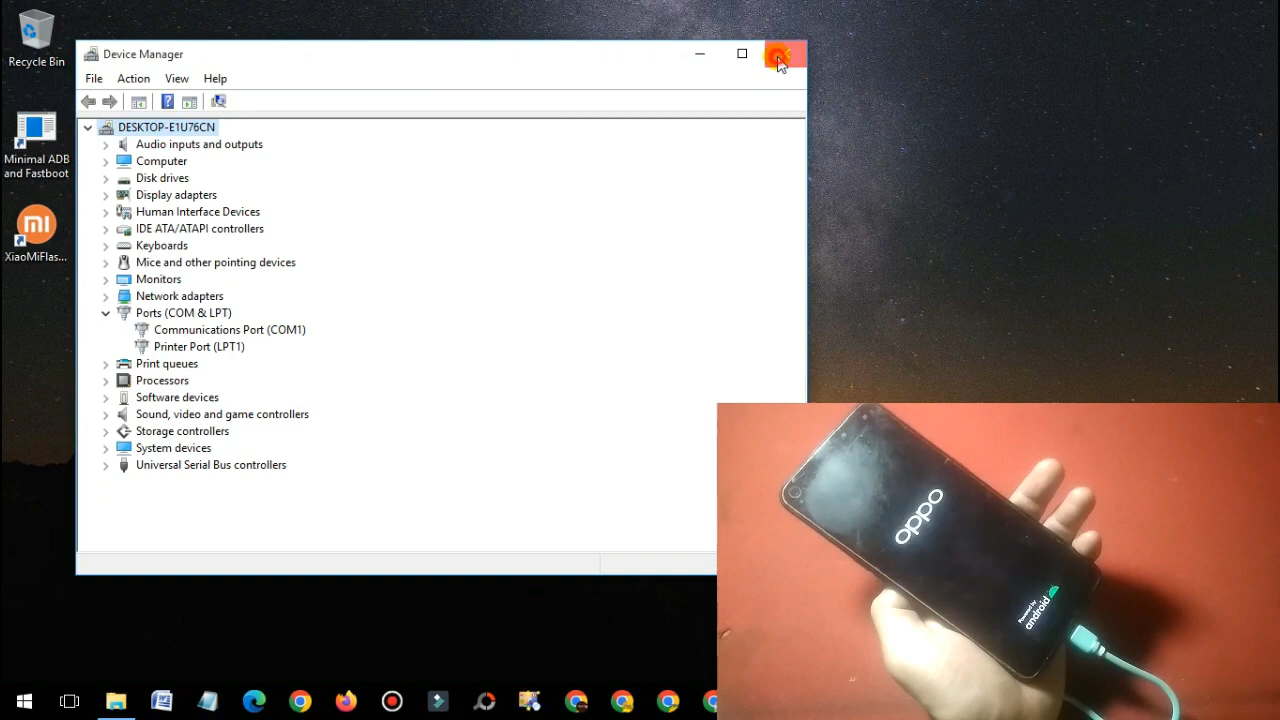 Recycle Bin
Minimal ADB
and Fastboot
XiaoMiFlas...
Device Manager
File Action View Help
DESKTOP-E1U76CN
Audio inputs and outputs
Computer
Disk drives
Display adapters
Human Interface Devices
IDE ATA/ATAPI controllers
Keyboards
Mice and other pointing devices
Monitors
Network adapters
Ports (COM & LPT)
Communications Port (COM1)
Printer Port (LPT1)
Print queues
Processors
Software devices
Sound, video and game controllers
Storage controllers
System devices
Universal Serial Bus controllers
oppo
Powered by
android